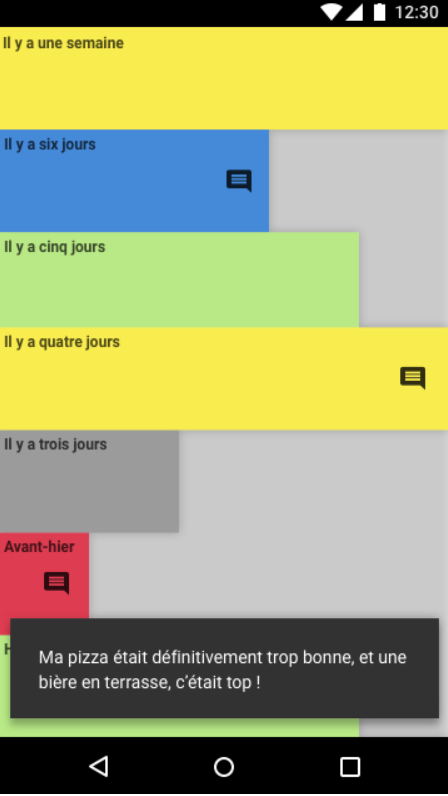 12:30
Il y a une semaine
Il y a six jours
Il y a cinq jours
Il y a quatre jours
Il y a trois jours
Avant-hier
Ma pizza était définitivement trop bonne, et une
bière en terrasse, c’était top !